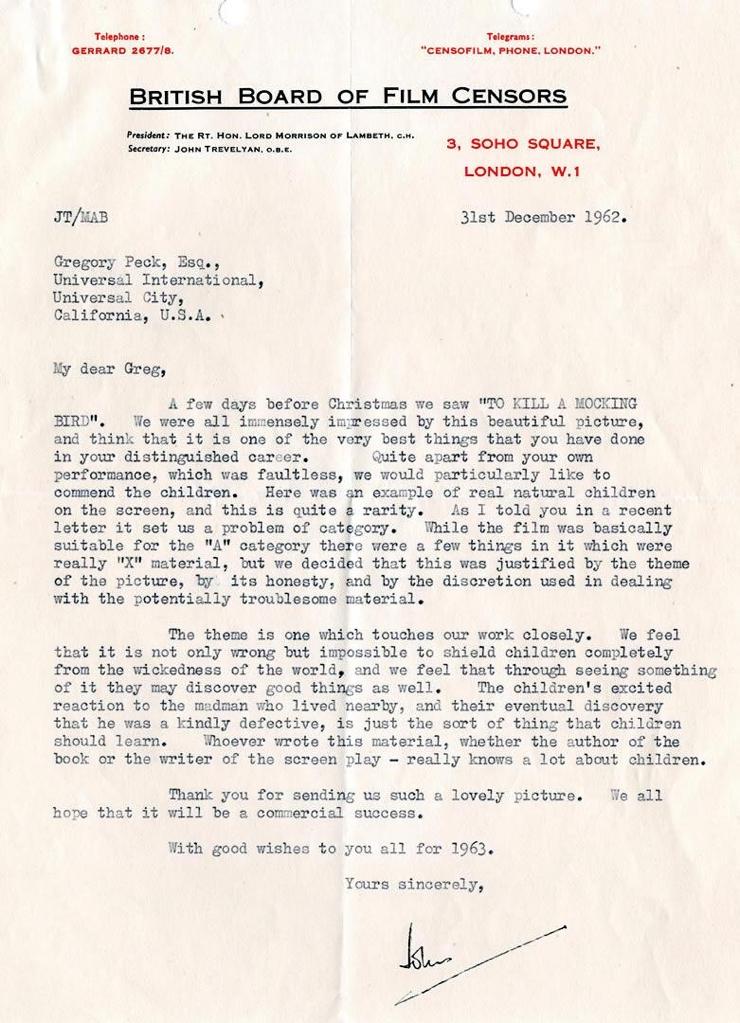 Telephone :
GERRARD 2677/8.
Telegrams :
"CENSOFILM, PHONE, LONDON."
BRITISH BOARD OF FILM CENSORS
President: THE RT. HON. LORD MORRISON OF LAMBETH, C.H.
Secretary: JOHN TREVELYAN, O.B.E.
3, SOHO SQUARE,
LONDON, W.1
JT/MAB
31st December 1962.
Gregory Peck, Esq.,
Universal International,
Universal City,
California, U.S.A.
My dear Greg,
A few days before Christmas we saw "TO KILL A MOCKING
BIRD". We were all immensely impressed by this beautiful picture,
and think that it is one of the very best things that you have done
in your distinguished career. Quite apart from your own
performance, which was faultless, we would particularly like to
commend the children. Here was an example of real natural children
on the screen, and this is quite a rarity. As I told you in a recent
letter it set us a problem of category. While the film was basically
suitable for the "A" category there were a few things in it which were
really "X" material, but we decided that this was justified by the theme
of the picture, by its honesty, and by the discretion used in dealing
with the potentially troublesome material.
The theme is one which touches our work closely. We feel
that it is not only wrong but impossible to shield children completely
from the wickedness of the world, and we feel that through seeing something
of it they may discover good things as well. The children's excited
reaction to the madman who lived nearby, and their eventual discovery
that he was a kindly defective, is just the sort of thing that children
should learn. Whoever wrote this material, whether the author of the
book or the writer of the screen play - really knows a lot about children.
Thank you for sending us such a lovely picture. We all
hope that it will be a commercial success.
With good wishes to you all for 1963.
Yours sincerely,
John